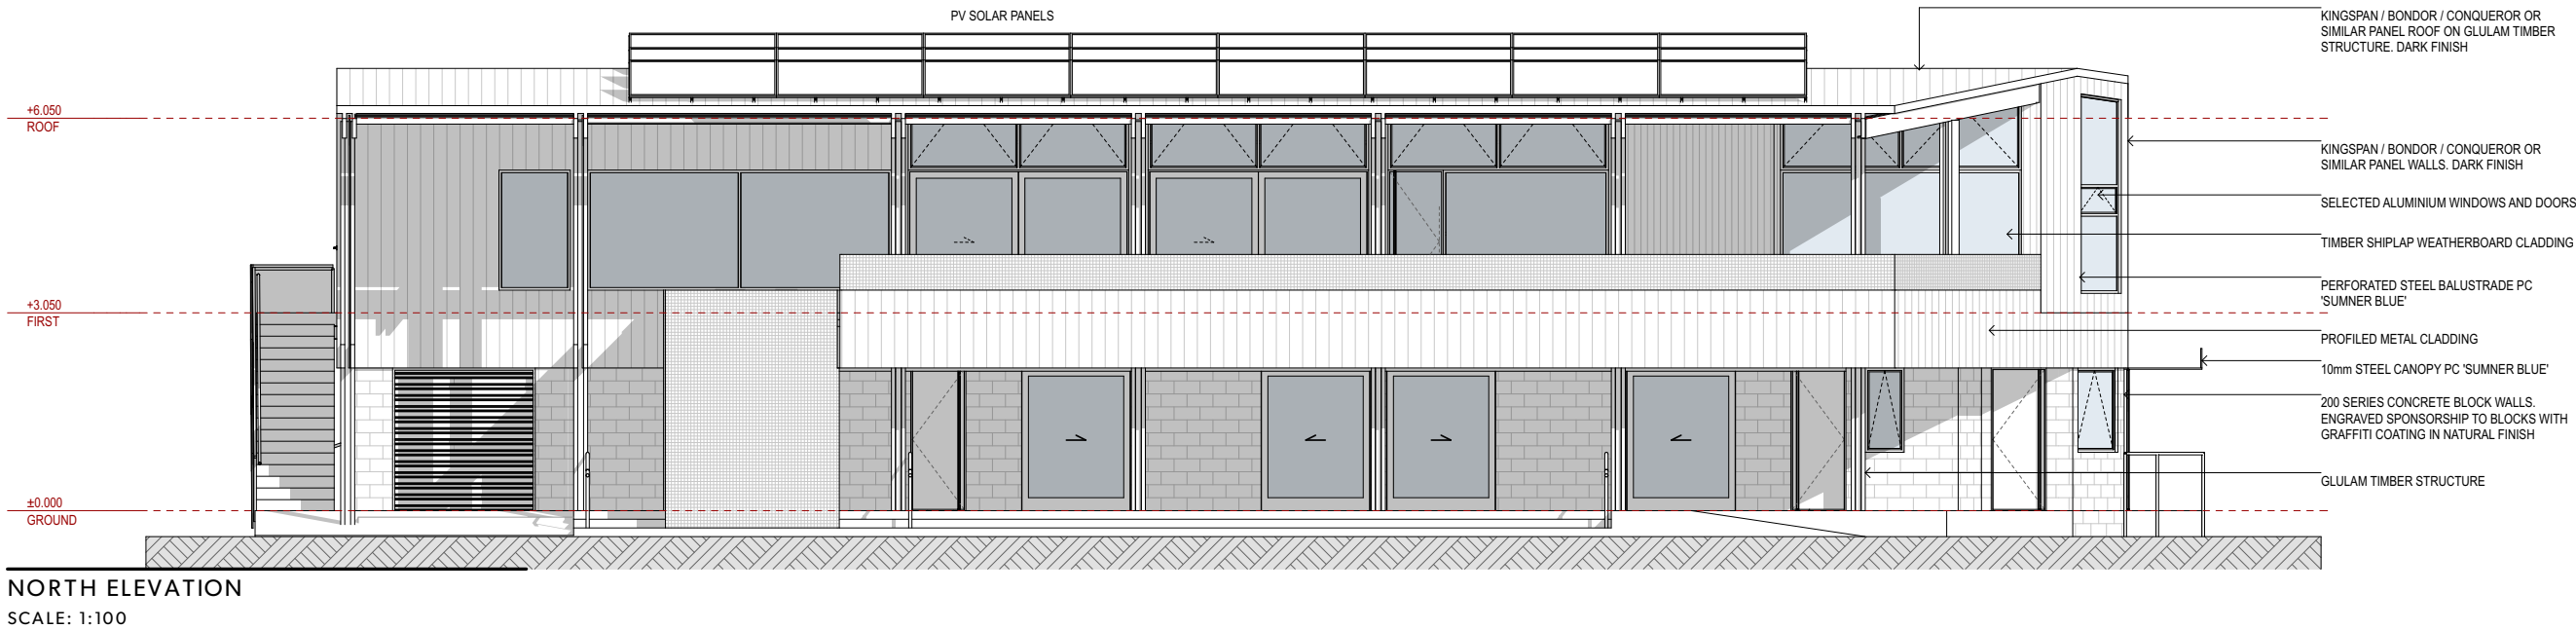 PV SOLAR PANELS
KINGSPAN / BONDOR / CONQUEROR OR
SIMILAR PANEL ROOF ON GLULAM TIMBER
STRUCTURE. DARK FINISH
+6.050
ROOF
KINGSPAN / BONDOR / CONQUEROR OR
SIMILAR PANEL WALLS. DARK FINISH
SELECTED ALUMINIUM WINDOWS AND DOORS
TIMBER SHIPLAP WEATHERBOARD CLADDING
PERFORATED STEEL BALUSTRADE PC
'SUMNER BLUE'
+3.050
FIRST
PROFILED METAL CLADDING
10mm STEEL CANOPY PC 'SUMNER BLUE'
200 SERIES CONCRETE BLOCK WALLS.
ENGRAVED SPONSORSHIP TO BLOCKS WITH
GRAFFITI COATING IN NATURAL FINISH
GLULAM TIMBER STRUCTURE
±0.000
GROUND
NORTH ELEVATION
SCALE: 1:100